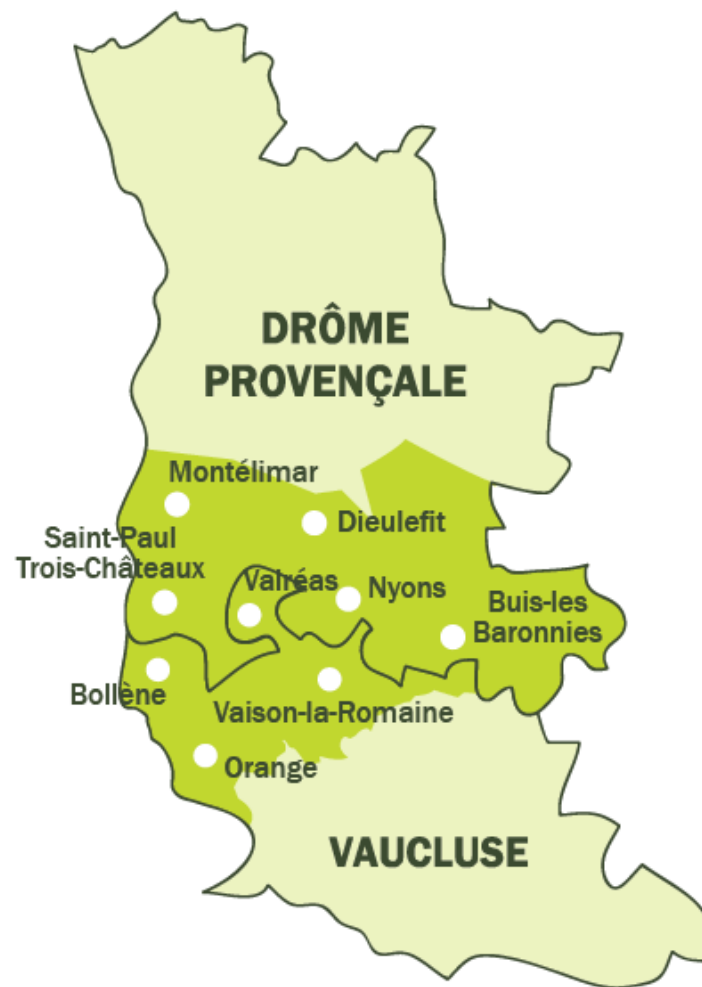 DRÔME
PROVENÇALE
Montélimar
Dieulefit
Saint-Paul
Trois-Châteaux
Valréas
Nyons
Buis-les
Baronnies
Bollène
Vaison-la-Romaine
Orange
VAUCLUSE